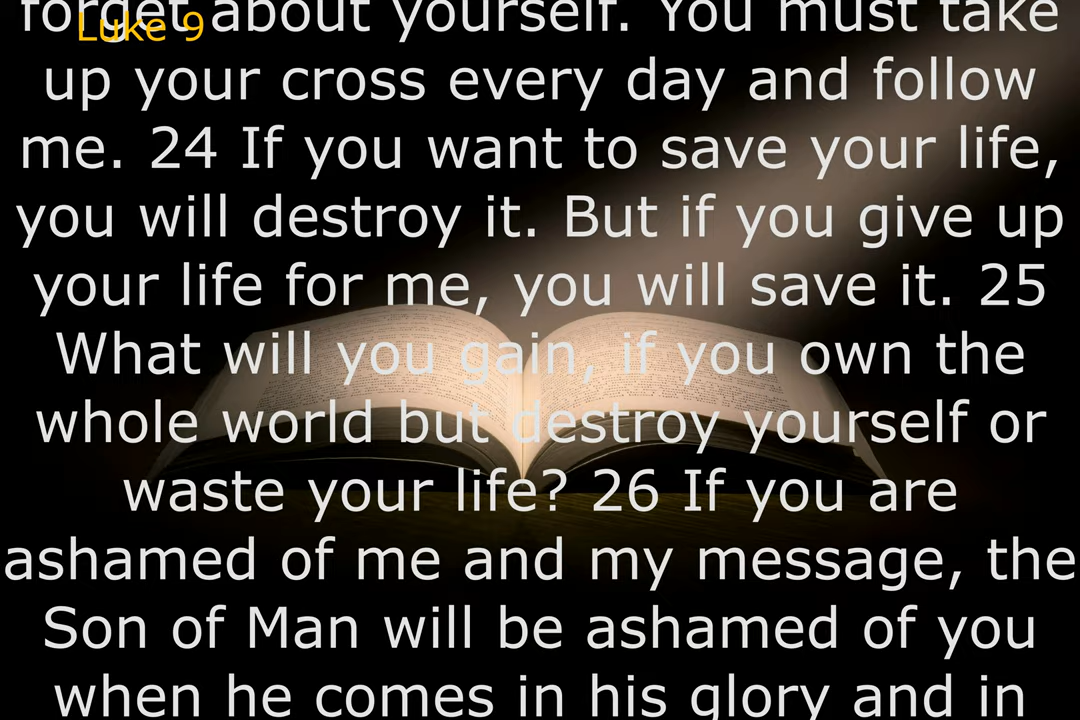 Luke 9
forget about yourself. You must take
up your cross every day and follow
me. 24 If you want to save your life,
you will destroy it. But if you give up
your life for me, you will save it. 25
What will you gain, if you own the
whole world but destroy yourself or
waste your life? 26 If you are
ashamed of me and my message, the
Son of Man will be ashamed of you
when he comes in his glory and in